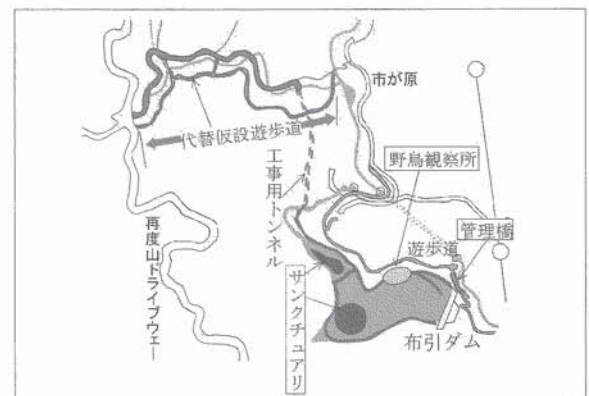 市が原
代替仮設遊歩道
野鳥観察所
工事用トンネル
管理橋
遊歩道
再度山ドライブウェー
サンクチュアリ
布引ダム